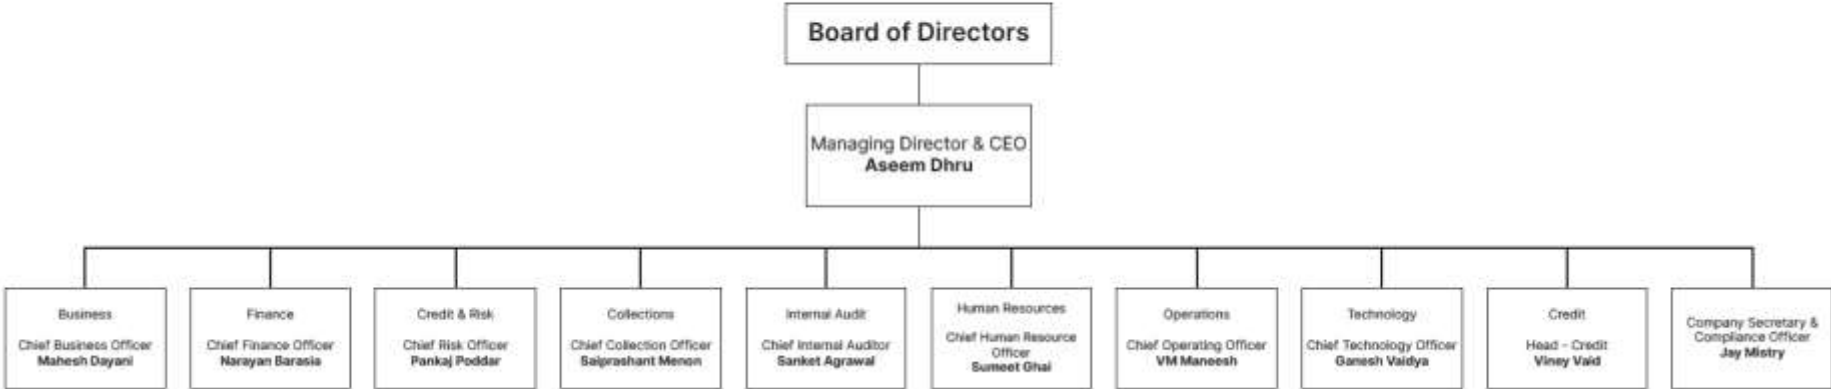 Board of Directors
Managing Director & CEO
Aseem Dhru
Business
Chief Business Officer
Mahesh Dayani
Finance
Chief Finance Officer
Narayan Barasia
Credit & Risk
Chief Risk Officer
Pankaj Poddar
Collections
Chief Collection Officer
Saiprashant Menon
Internal Audit
Chief Internal Auditor
Sanket Agrawal
Human Resources
Chief Human Resource
Officer
Sumeet Ghai
Operations
Chief Operating Officer
VM Maneesh
Technology
Chief Technology Officer
Ganesh Vaidya
Credit
Head - Credit
Viney Vaid
Company Secretary &
Compliance Officer
Jay Mistry